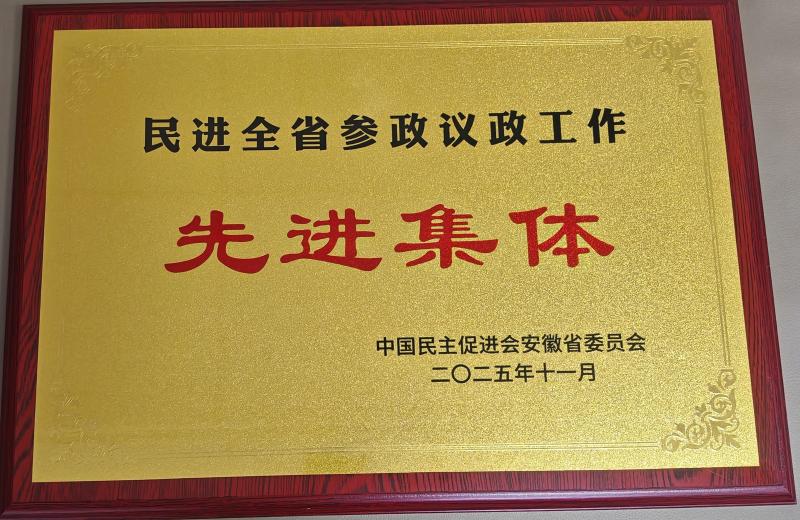 民进全省参政议政工作
先进集体
中国民主促进会安徽省委员会
二〇二五年十一月